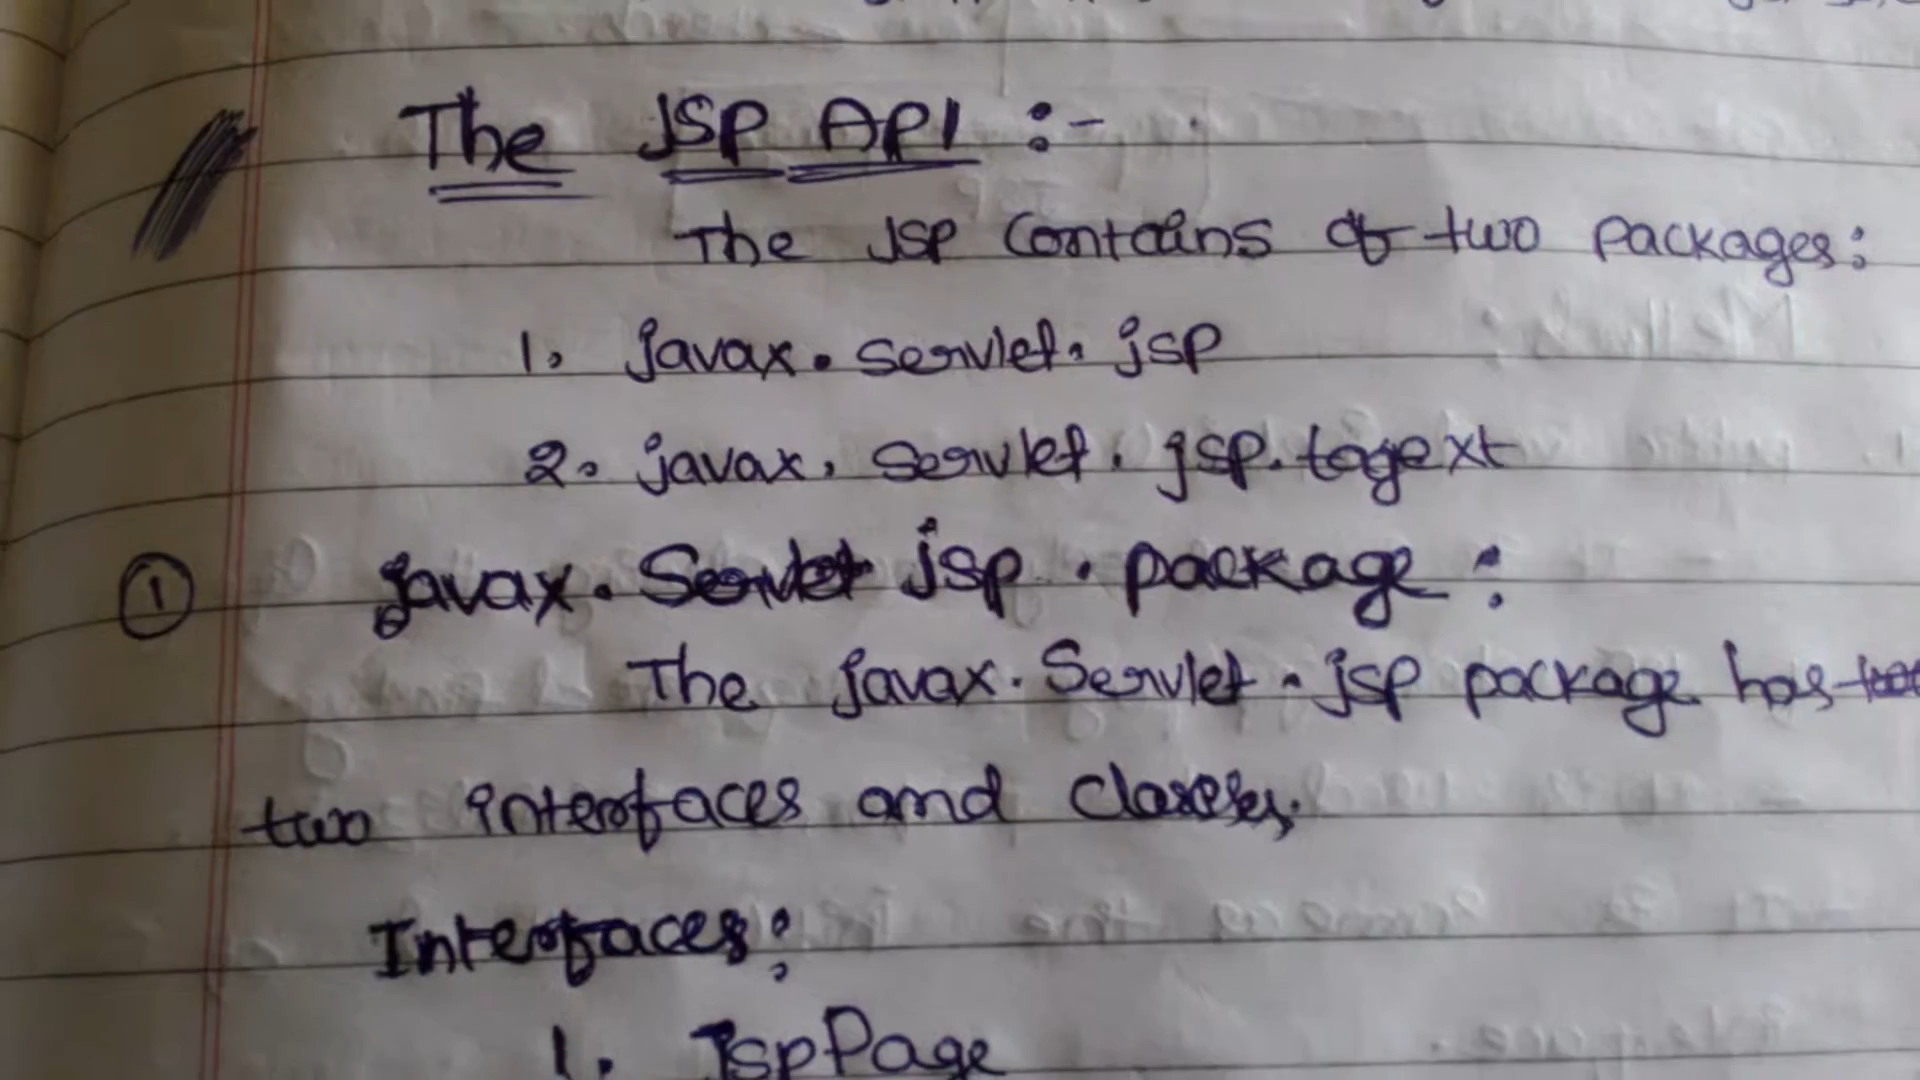 The JSP API :-
The JSP Contains of two packages:
1. javax. servlet. jsp
2. javax. servlet. jsp. tagext
① javax. Servlet jsp. package:
The javax. Servlet. jsp package has
two interfaces and classes.
Interfaces:
1. JspPage